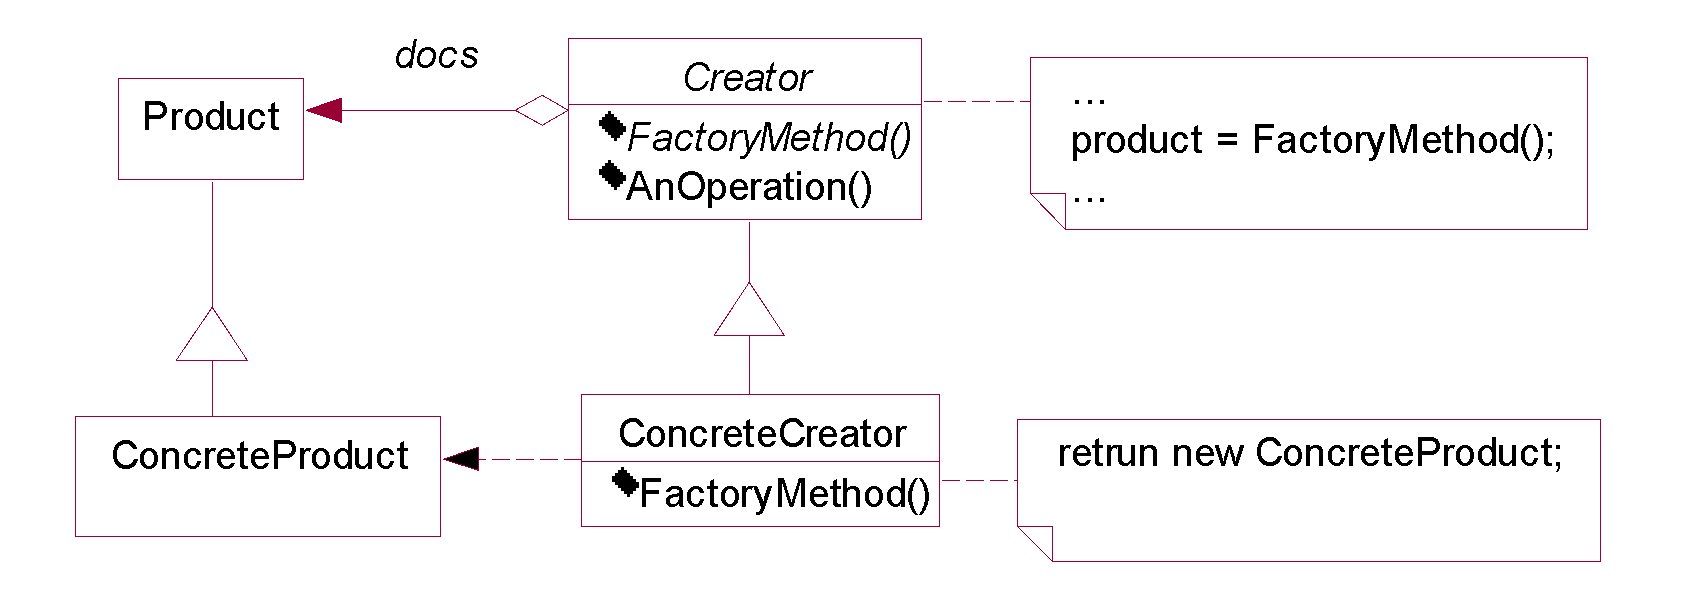 docs
Product
Creator
FactoryMethod()
AnOperation()
...
product = FactoryMethod();
...
ConcreteProduct
ConcreteCreator
FactoryMethod()
retrun new ConcreteProduct;